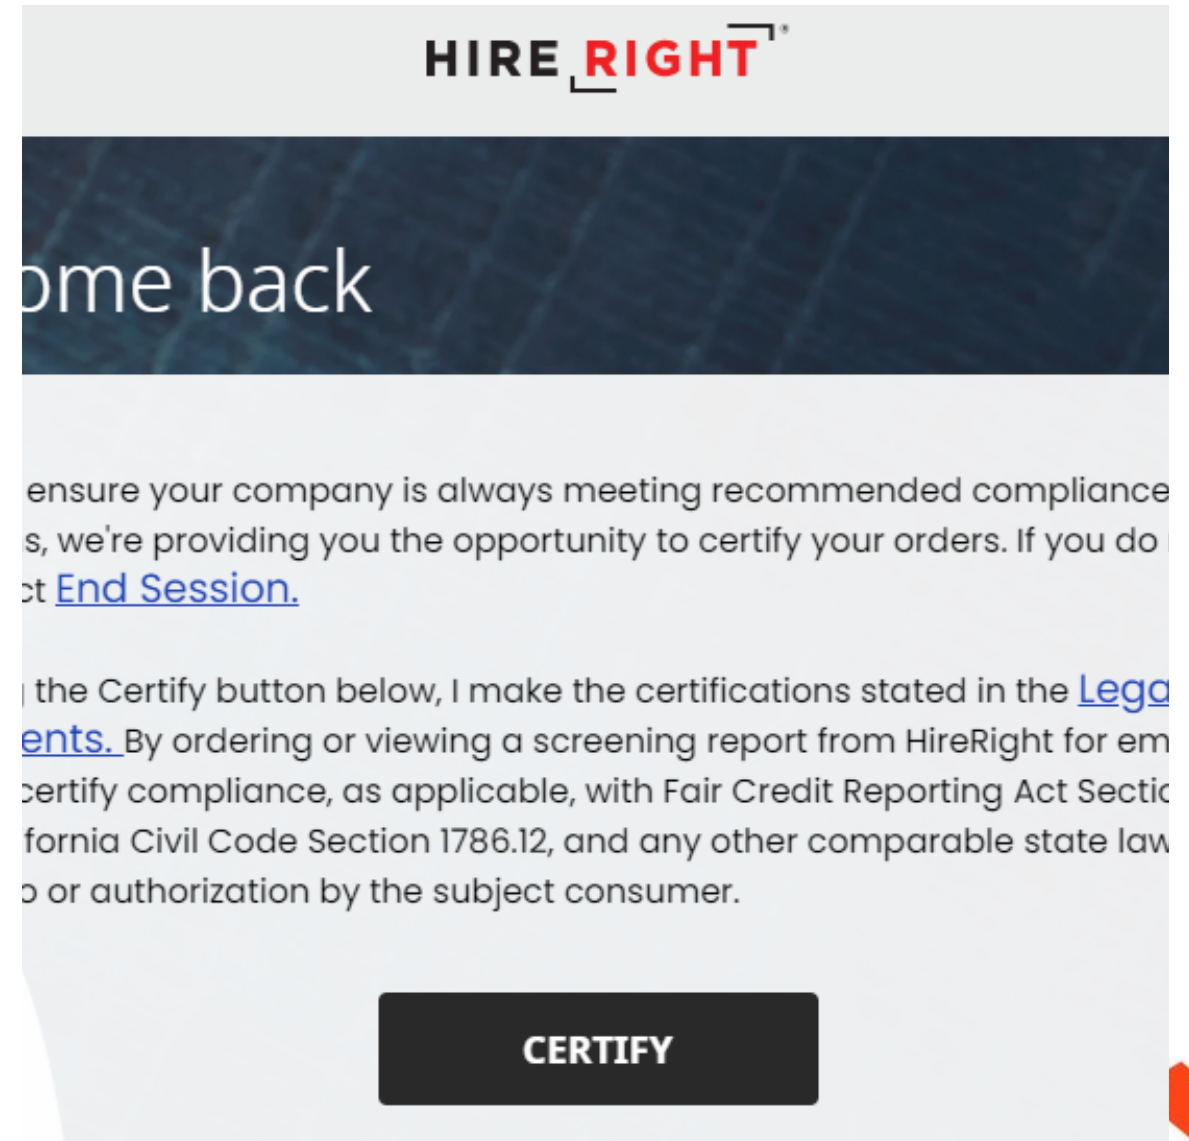 HIRE RIGHT®
ome back
ensure your company is always meeting recommended compliance
s, we're providing you the opportunity to certify your orders. If you do
ct End Session.
the Certify button below, I make the certifications stated in the Lega
ents. By ordering or viewing a screening report from HireRight for em
certify compliance, as applicable, with Fair Credit Reporting Act Sectio
fornia Civil Code Section 1786.12, and any other comparable state law
o or authorization by the subject consumer.
CERTIFY